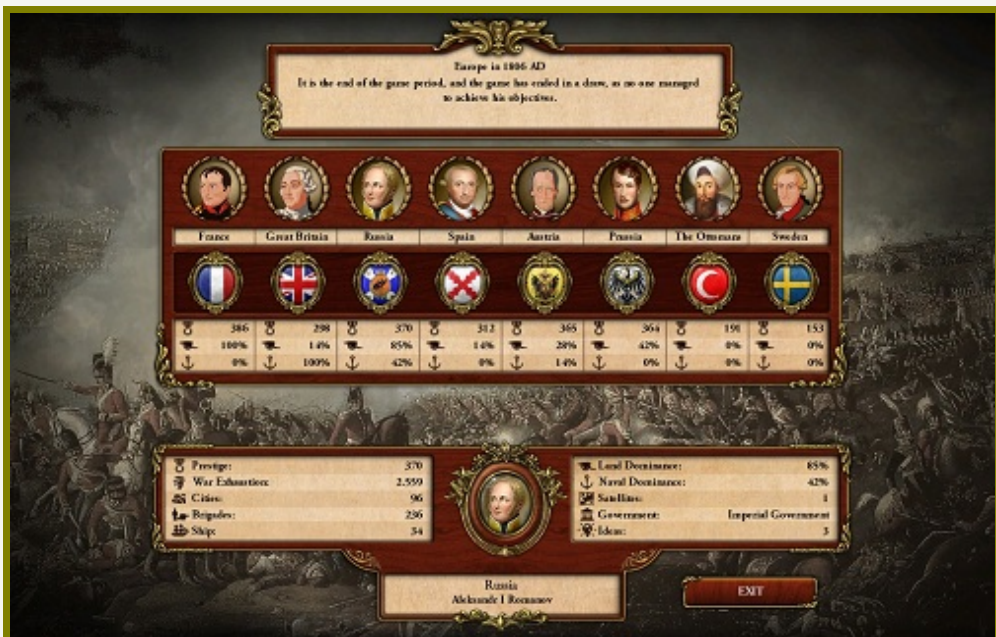 Europe in 1806 AD
It is the end of the game period, and the game has ended in a draw, as no one managed
to achieve his objectives.
France Great Britain Russia Spain Austria Prussia The Ottomans Sweden
386 298 370 312 365 364 191 153
100% 14% 85% 14% 28% 42% 0% 0%
0% 100% 42% 0% 14% 0% 0% 0%
Prestige: 370
War Exhaustion: 2.559
Cities: 96
Brigades: 236
Ship: 34
Land Dominance: 85%
Naval Dominance: 42%
Satellites: 1
Government: Imperial Government
Ideas: 3
Russia
Aleksandr I Romanov
EXIT